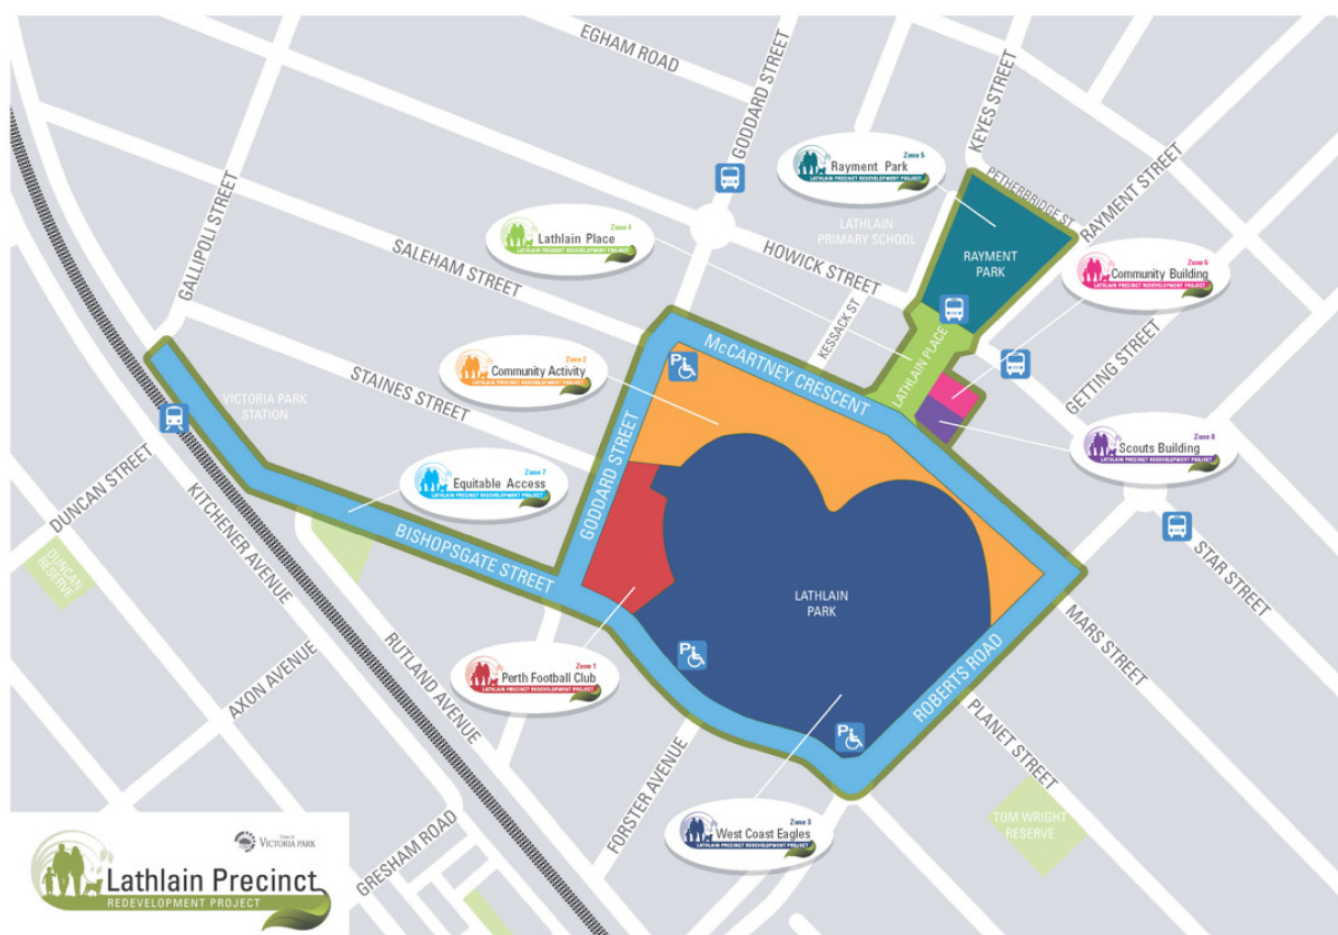 EGHAM ROAD
GODDARD STREET
KEYES STREET
Zone 5
Rayment Park
LATHLAIN PRECINCT REDEVELOPMENT PROJECT
PETHERBRIDGE ST
RAYMENT STREET
GALLIPOLI STREET
Zone 4
Lathlain Place
LATHLAIN PRECINCT REDEVELOPMENT PROJECT
LATHLAIN
PRIMARY SCHOOL
SALEHAM STREET
HOWICK STREET
RAYMENT
PARK
Zone 6
Community Building
LATHLAIN PRECINCT REDEVELOPMENT PROJECT
KESSACK ST
LATHLAIN PLACE
McCARTNEY CRESCENT
GETTING STREET
Zone 2
Community Activity
LATHLAIN PRECINCT REDEVELOPMENT PROJECT
P
STAINES STREET
VICTORIA PARK
STATION
GODDARD STREET
Zone 8
Scouts Building
LATHLAIN PRECINCT REDEVELOPMENT PROJECT
Zone 7
Equitable Access
LATHLAIN PRECINCT REDEVELOPMENT PROJECT
DUNCAN STREET
KITCHENER AVENUE
BISHOPSGATE STREET
DUNCAN
RESERVE
STAR STREET
LATHLAIN
PARK
MARS STREET
Zone 1
Perth Football Club
LATHLAIN PRECINCT REDEVELOPMENT PROJECT
P
AXON AVENUE
RUTLAND AVENUE
ROBERTS ROAD
PLANET STREET
P
FORSTER AVENUE
Zone 3
West Coast Eagles
LATHLAIN PRECINCT REDEVELOPMENT PROJECT
TOM WRIGHT
RESERVE
GRESHAM ROAD
TOWN OF
VICTORIA PARK
Lathlain Precinct
REDEVELOPMENT PROJECT